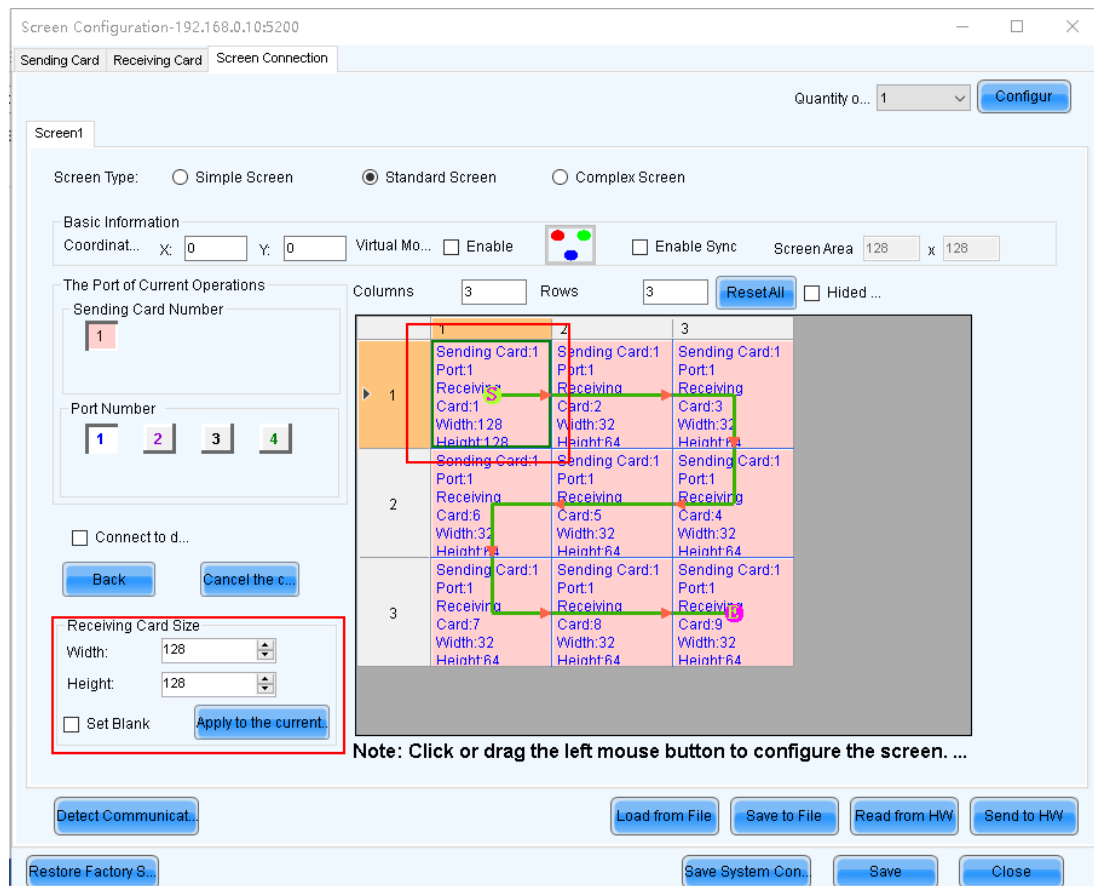 Screen Configuration-192.168.0.10:5200
Sending Card Receiving Card Screen Connection
Quantity o... 1 Configur
Screen1
Screen Type: Simple Screen Standard Screen Complex Screen
Basic Information
Coordinat... X: 0 Y: 0 Virtual Mo... Enable Enable Sync Screen Area 128 x 128
The Port of Current Operations
Sending Card Number
1
Port Number
1 2 3 4
Connect to d...
Back Cancel the c...
Receiving Card Size
Width: 128
Height: 128
Set Blank Apply to the current..
Columns 3 Rows 3 Reset All Hided ...
1 2 3
1
Sending Card:1
Port:1
Receiving
Card:1
Width:128
Height:128
Sending Card:1
Port:1
Receiving
Card:2
Width:32
Height:64
Sending Card:1
Port:1
Receiving
Card:3
Width:32
Height:64
2
Sending Card:1
Port:1
Receiving
Card:6
Width:32
Height:64
Sending Card:1
Port:1
Receiving
Card:5
Width:32
Height:64
Sending Card:1
Port:1
Receiving
Card:4
Width:32
Height:64
3
Sending Card:1
Port:1
Receiving
Card:7
Width:32
Height:64
Sending Card:1
Port:1
Receiving
Card:8
Width:32
Height:64
Sending Card:1
Port:1
Receiving
Card:9
Width:32
Height:64
S
E
Note: Click or drag the left mouse button to configure the screen. ...
Detect Communicat.. Load from File Save to File Read from HW Send to HW
Restore Factory S... Save System Con.. Save Close